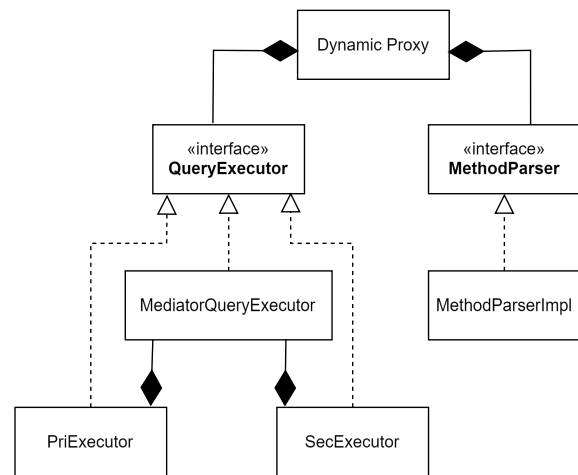 Dynamic Proxy
«interface»
QueryExecutor
«interface»
MethodParser
MediatorQueryExecutor
MethodParserImpl
PriExecutor
SecExecutor